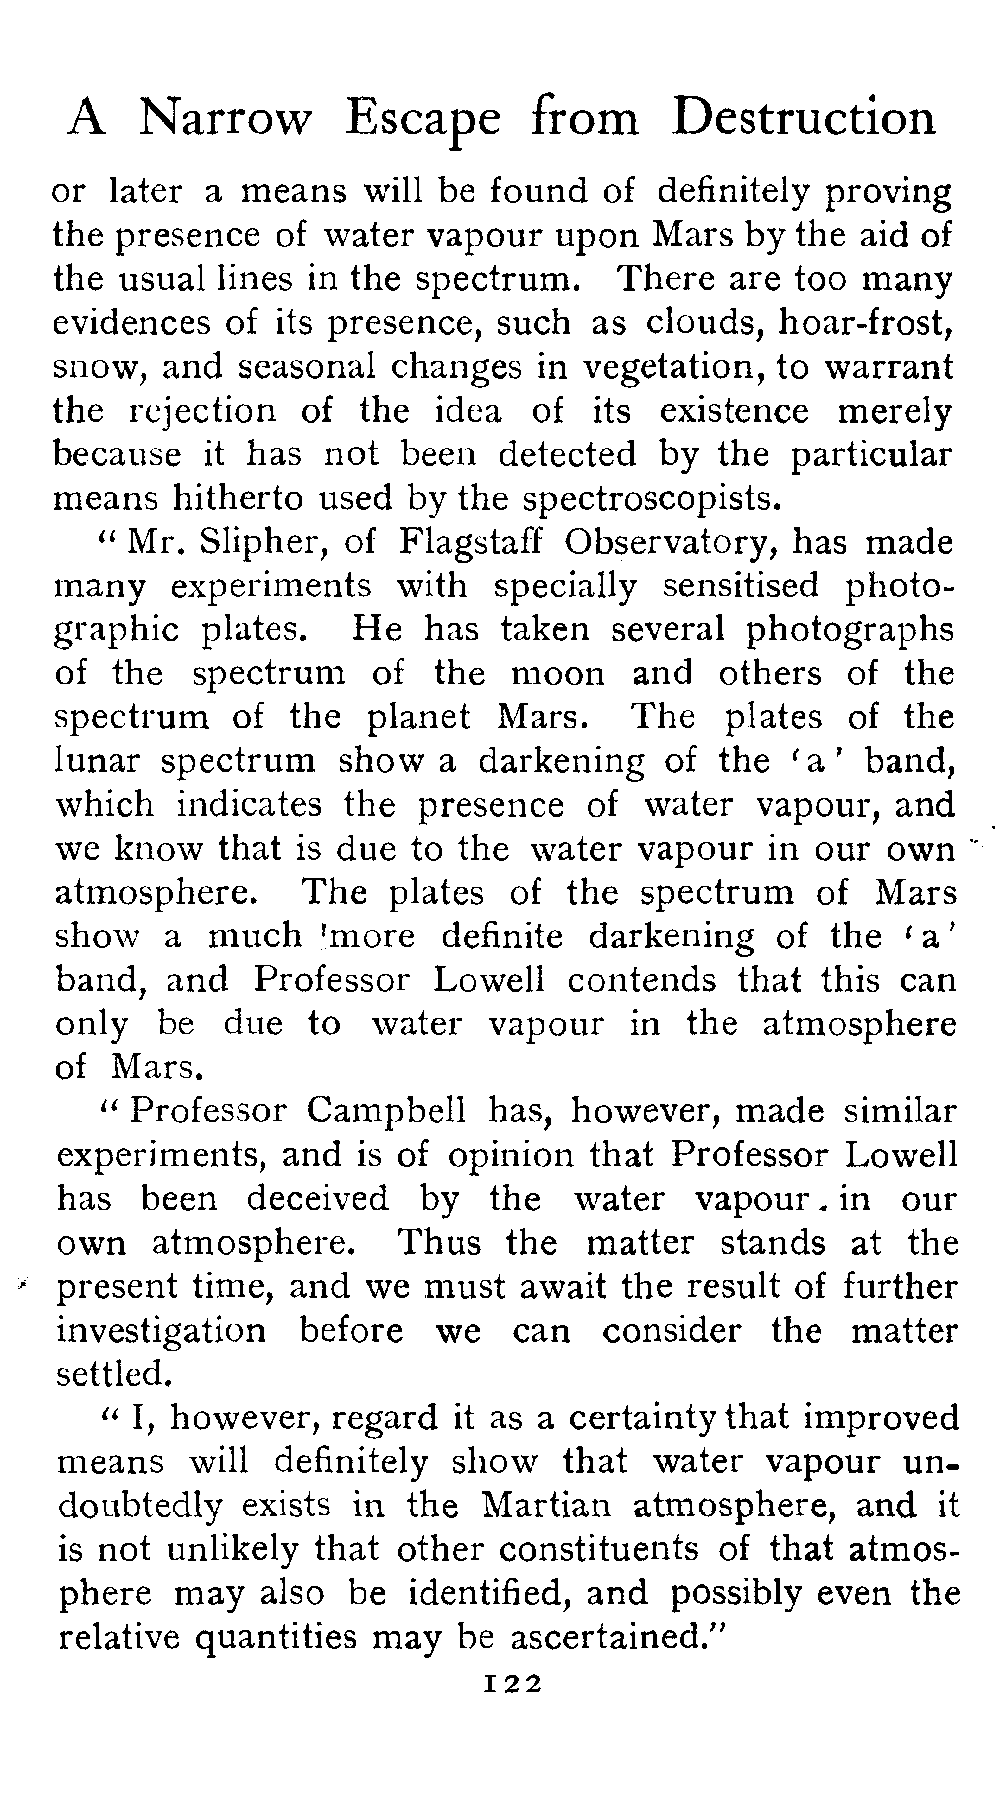 A Narrow Escape from Destruction
or later a means will be found of definitely proving
the presence of water vapour upon Mars by the aid of
the usual lines in the spectrum. There are too many
evidences of its presence, such as clouds, hoar-frost,
snow, and seasonal changes in vegetation, to warrant
the rejection of the idea of its existence merely
because it has not been detected by the particular
means hitherto used by the spectroscopists.
“ Mr. Slipher, of Flagstaff Observatory, has made
many experiments with specially sensitised photo-
graphic plates. He has taken several photographs
of the spectrum of the moon and others of the
spectrum of the planet Mars. The plates of the
lunar spectrum show a darkening of the ‘ a ’ band,
which indicates the presence of water vapour, and
we know that is due to the water vapour in our own
atmosphere. The plates of the spectrum of Mars
show a much more definite darkening of the ‘ a ’
band, and Professor Lowell contends that this can
only be due to water vapour in the atmosphere
of Mars.
“ Professor Campbell has, however, made similar
experiments, and is of opinion that Professor Lowell
has been deceived by the water vapour . in our
own atmosphere. Thus the matter stands at the
present time, and we must await the result of further
investigation before we can consider the matter
settled.
“ I, however, regard it as a certainty that improved
means will definitely show that water vapour un-
doubtedly exists in the Martian atmosphere, and it
is not unlikely that other constituents of that atmos-
phere may also be identified, and possibly even the
relative quantities may be ascertained.”
122